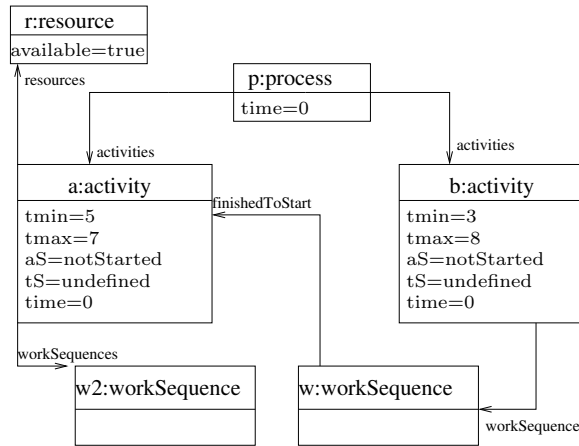 r:resource
available=true
resources
p:process
time=0
activities
activities
a:activity
tmin=5
tmax=7
aS=notStarted
tS=undefined
time=0
finishedToStart
b:activity
tmin=3
tmax=8
aS=notStarted
tS=undefined
time=0
workSequences
w2:workSequence
w:workSequence
workSequence